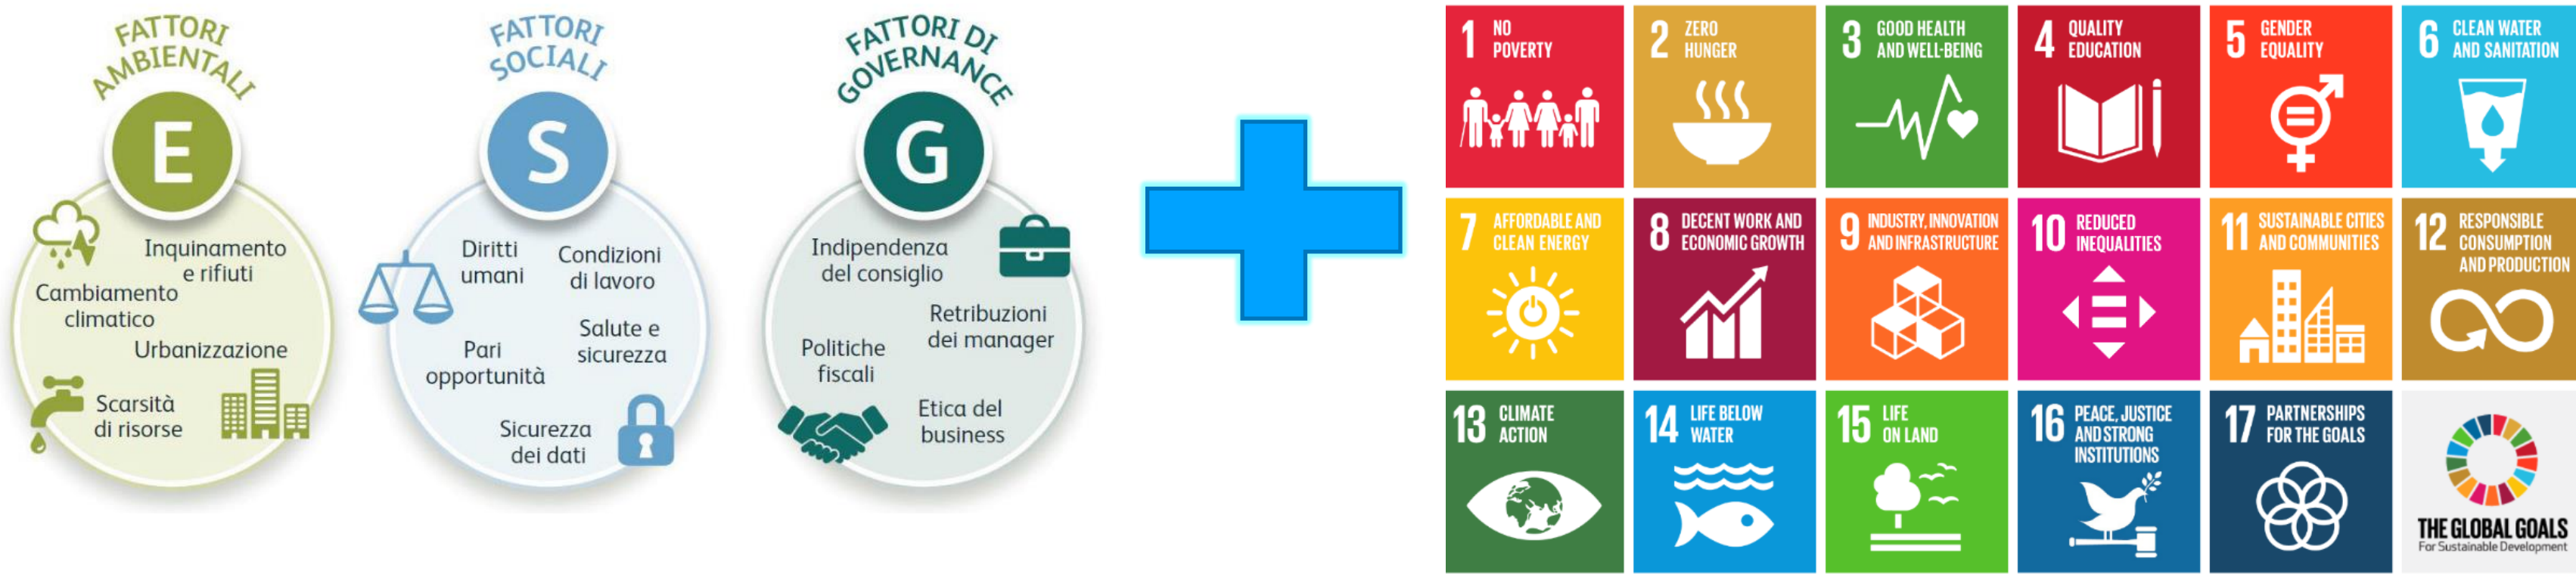 FATTORI
AMBIENTALI
E
Inquinamento
e rifiuti
Cambiamento
climatico
Urbanizzazione
Scarsità
di risorse
FATTORI
SOCIALI
S
Diritti
umani
Condizioni
di lavoro
Salute e
sicurezza
Pari
opportunità
Sicurezza
dei dati
FATTORI DI
GOVERNANCE
G
Indipendenza
del consiglio
Retribuzioni
dei manager
Politiche
fiscali
Etica del
business
1 NO
POVERTY
2 ZERO
HUNGER
3 GOOD HEALTH
AND WELL-BEING
4 QUALITY
EDUCATION
5 GENDER
EQUALITY
6 CLEAN WATER
AND SANITATION
7 AFFORDABLE AND
CLEAN ENERGY
8 DECENT WORK AND
ECONOMIC GROWTH
9 INDUSTRY, INNOVATION
AND INFRASTRUCTURE
10 REDUCED
INEQUALITIES
11 SUSTAINABLE CITIES
AND COMMUNITIES
12 RESPONSIBLE
CONSUMPTION
AND PRODUCTION
13 CLIMATE
ACTION
14 LIFE BELOW
WATER
15 LIFE
ON LAND
16 PEACE, JUSTICE
AND STRONG
INSTITUTIONS
17 PARTNERSHIPS
FOR THE GOALS
THE GLOBAL GOALS
For Sustainable Development